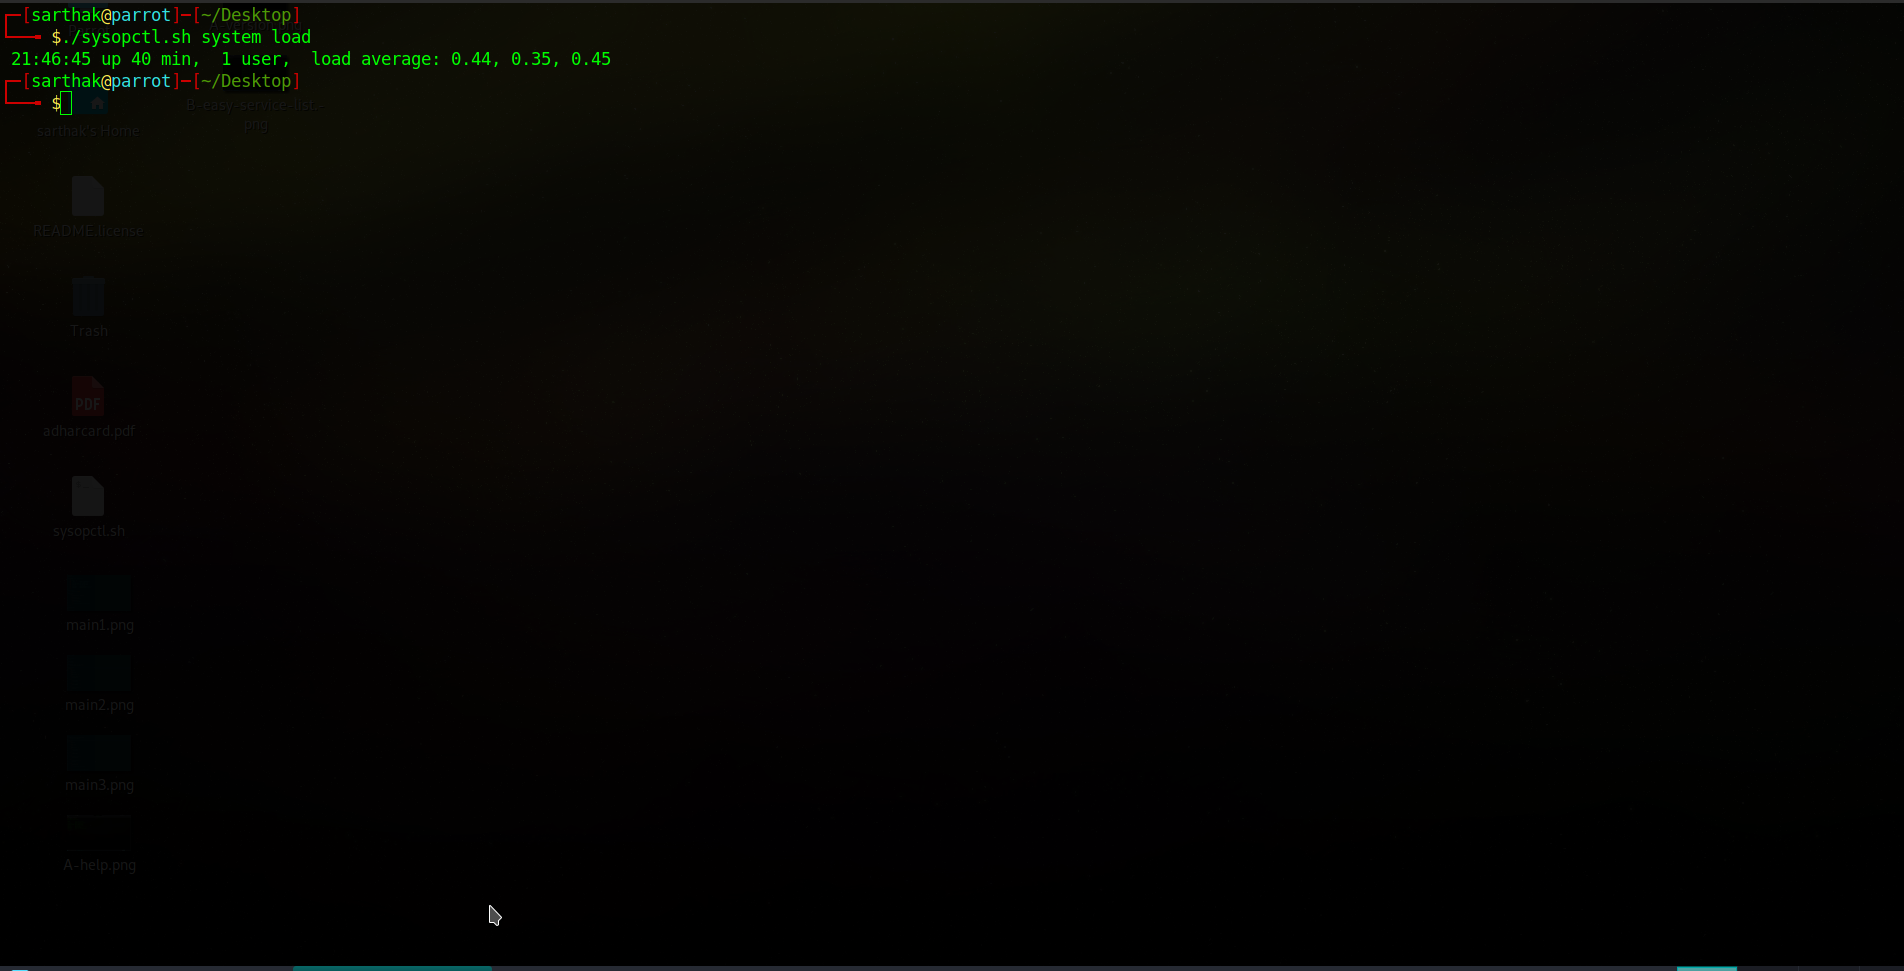 ┌─[sarthak@parrot]─[~/Desktop]
└──╼ $./sysopctl.sh system load
 21:46:45 up 40 min,  1 user,  load average: 0.44, 0.35, 0.45
┌─[sarthak@parrot]─[~/Desktop]
└──╼ $
B-easy-service-list.-
png
sarthak's Home
README.license
Trash
PDF
adharcard.pdf
sysopctl.sh
main1.png
main2.png
main3.png
A-help.png